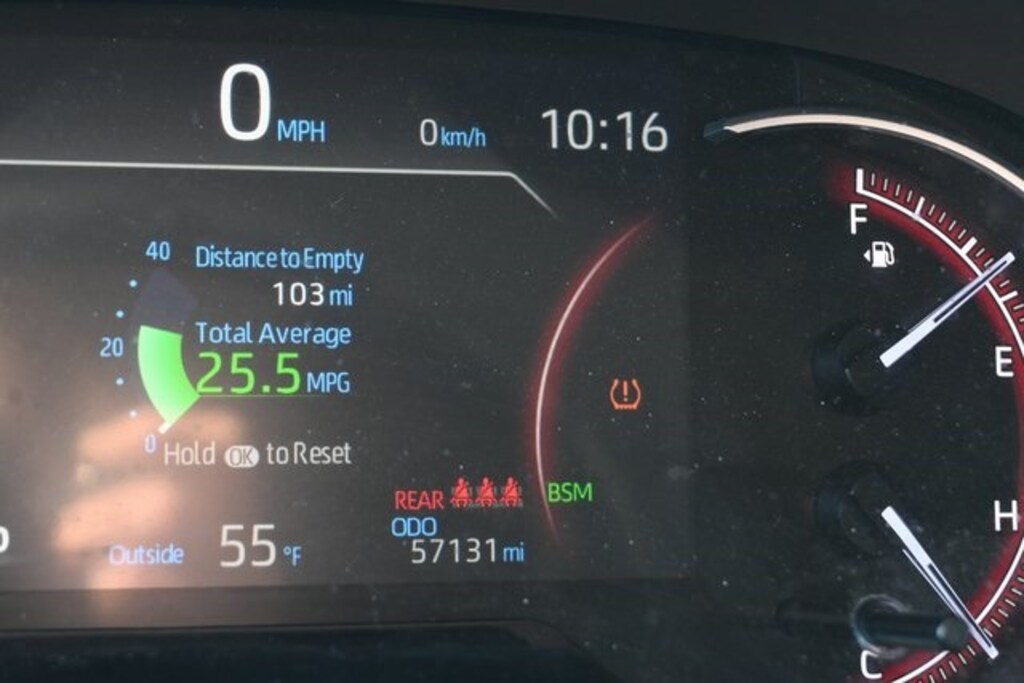 0 MPH 0 km/h 10:16
40 Distance to Empty
103 mi
Total Average
20 25.5 MPG
0 Hold OK to Reset
REAR BSM
ODO
57131 mi
Outside 55 °F
F
E
H
C